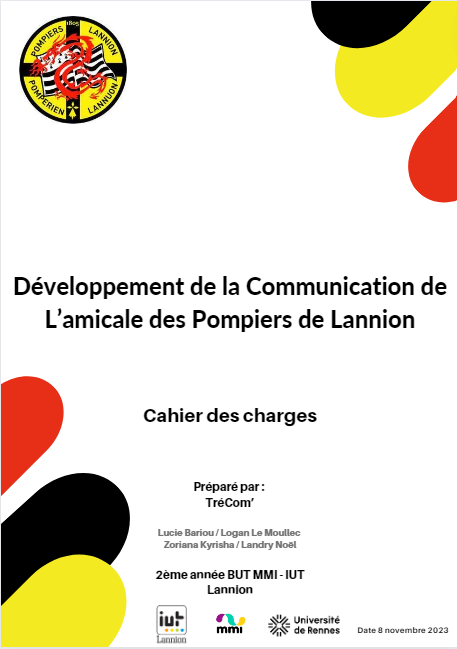 1805
POMPIERS LANNION
POMPERIEN LANNUON
Développement de la Communication de
L'amicale des Pompiers de Lannion
Cahier des charges
Préparé par :
TréCom'
Lucie Bariou / Logan Le Moullec
Zoriana Kyrisha / Landry Noël
2ème année BUT MMI - IUT
Lannion
iut
Lannion
mmi
Université
de Rennes
Date 8 novembre 2023